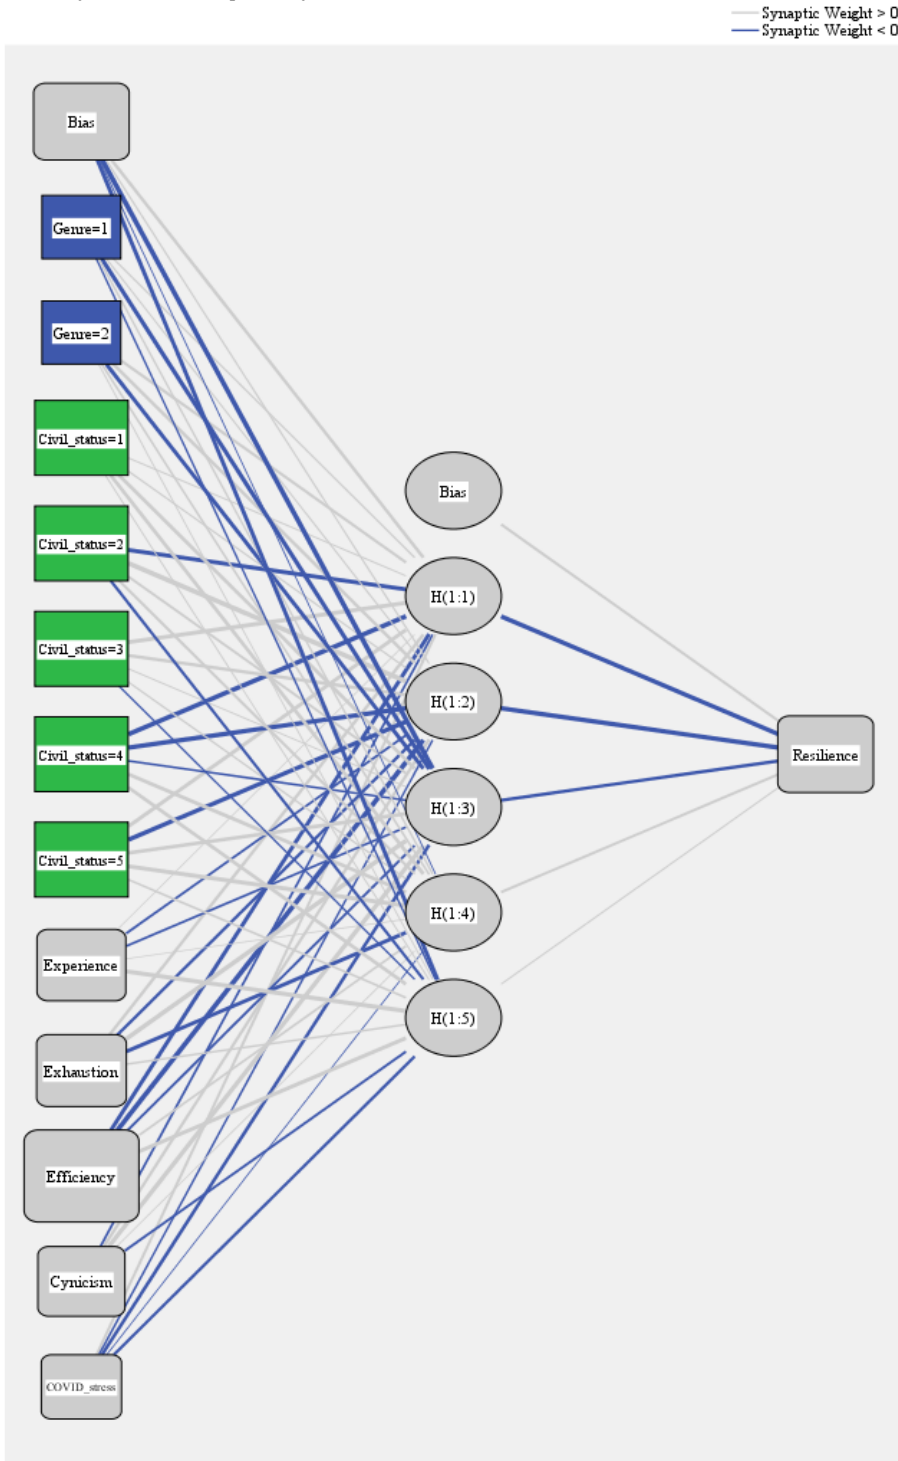 Synaptic Weight > 0
Synaptic Weight < 0
Bias
Genre=1
Genre=2
Civil_status=1
Civil_status=2
Civil_status=3
Civil_status=4
Civil_status=5
Experience
Exhaustion
Efficiency
Cynicism
COVID_stress
Bias
H(1:1)
H(1:2)
H(1:3)
H(1:4)
H(1:5)
Resilience